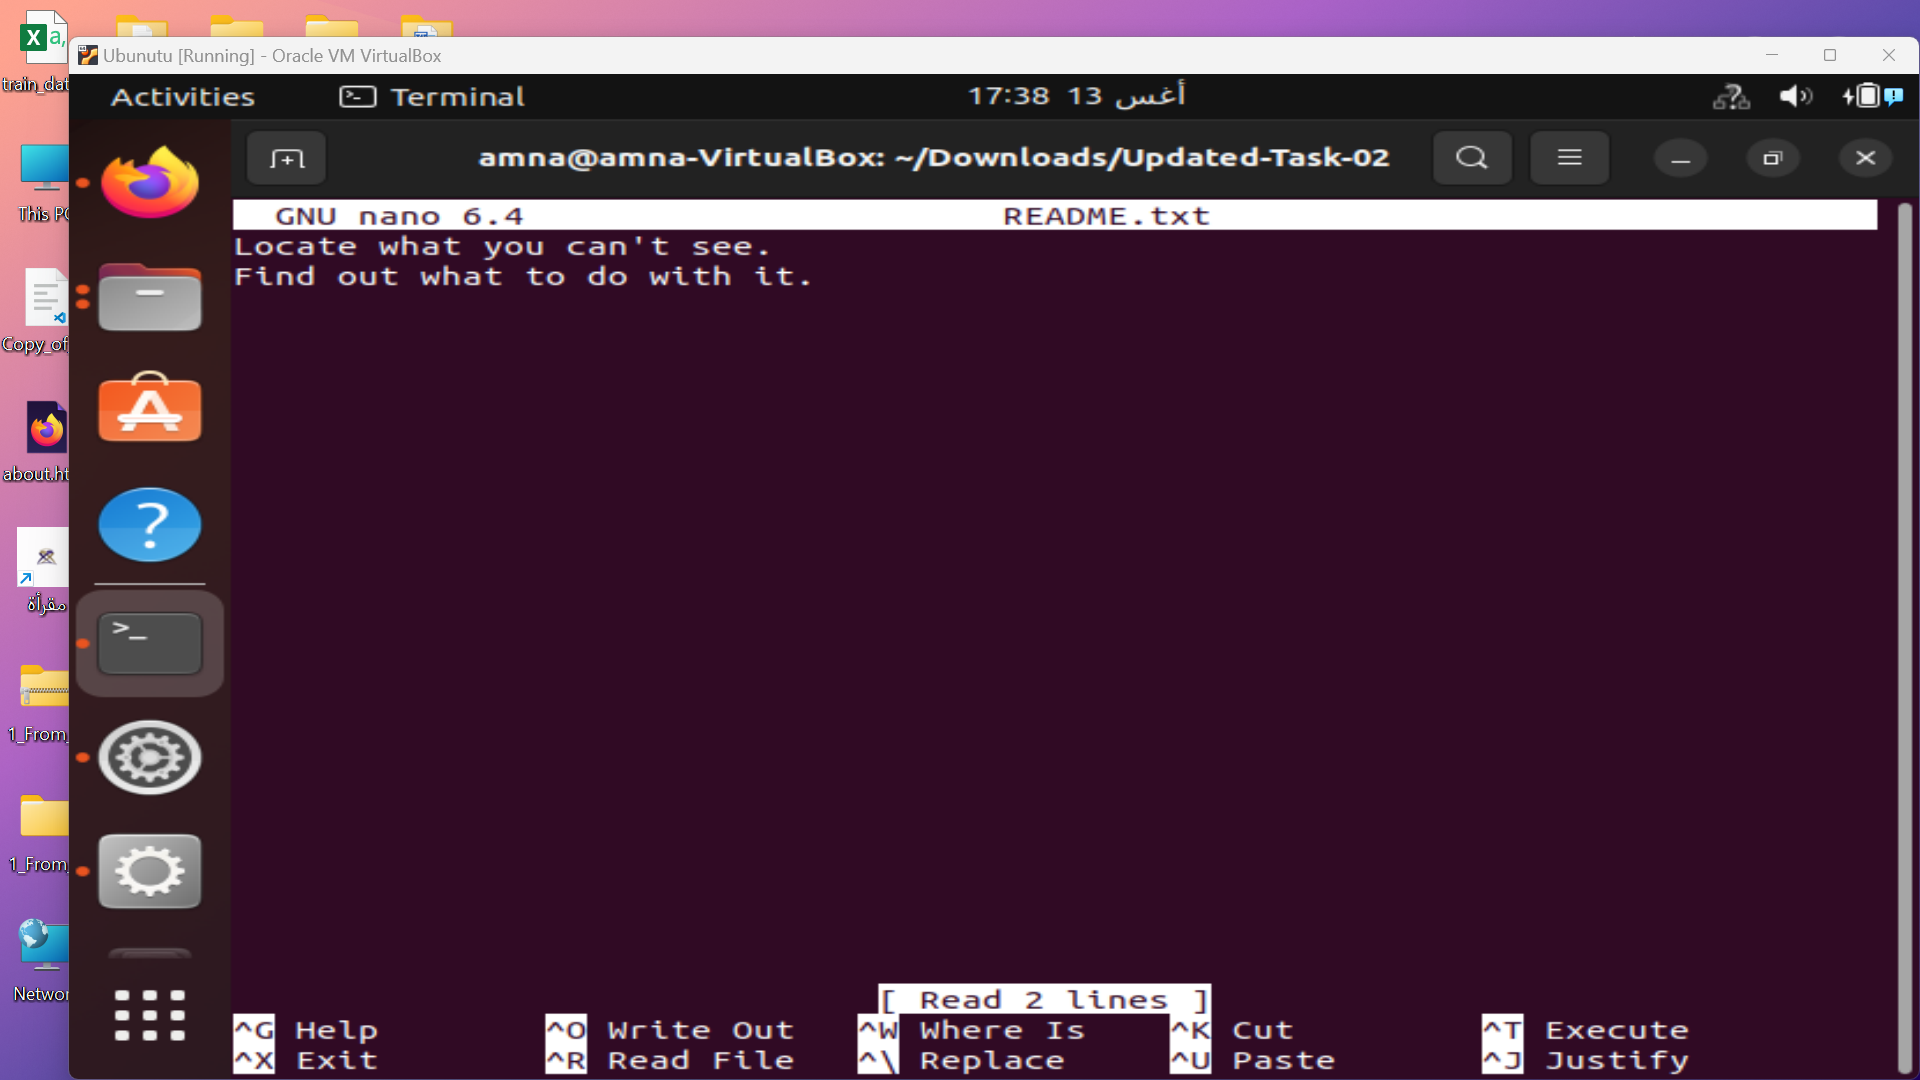 Ubunutu [Running] - Oracle VM VirtualBox
train_dat
This PC
Copy_of
about.ht
مقرأة
1_From_
1_From_
Networ
Activities
Terminal
17:38 13 أغس
amna@amna-VirtualBox: ~/Downloads/Updated-Task-02
GNU nano 6.4 README.txt
Locate what you can't see.
Find out what to do with it.
[ Read 2 lines ]
^G Help ^O Write Out ^W Where Is ^K Cut ^T Execute
^X Exit ^R Read File ^\ Replace ^U Paste ^J Justify